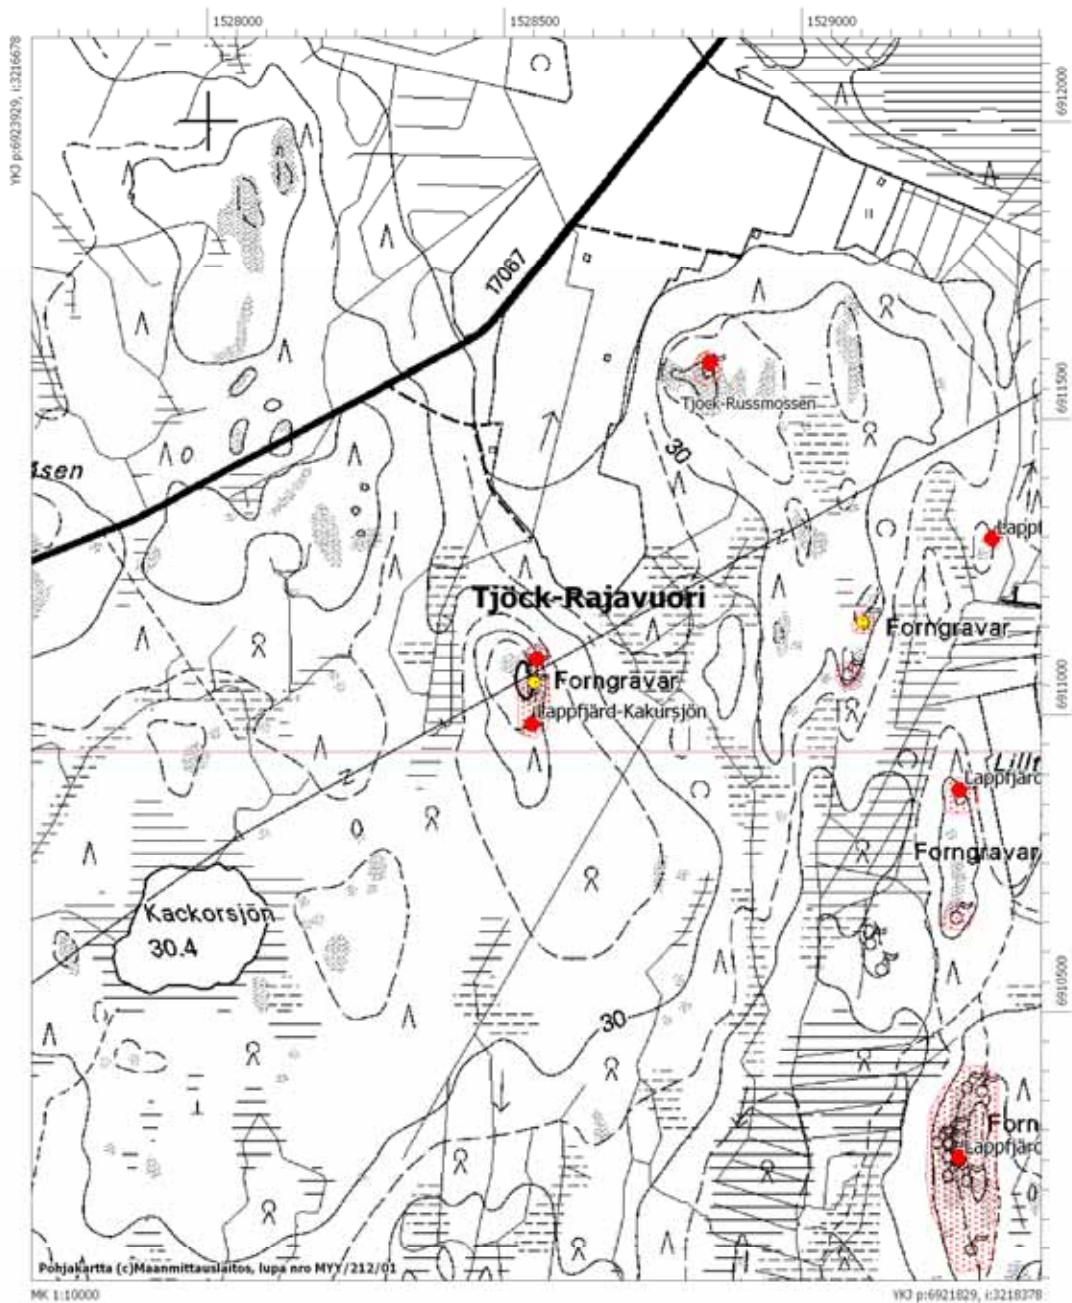 1528000
1528500
1529000
YKJ p:6923929, i:3216678
6912000
17067
6911500
Tjöck-Russmossen
30
åsen
Lappf
Tjöck-Rajavuori
Forngravar
Forngravar
6911000
Lappfjärd-Kakursjön
Lillt
Lappfjärd
Forngravar
Kackorsjön
30.4
6910500
30
Forn
Lappfjärd
Pohjakartta (c)Maanmittauslaitos, lupa nro MYY/212/01
MK 1:10000
YKJ p:6921829, i:3218378